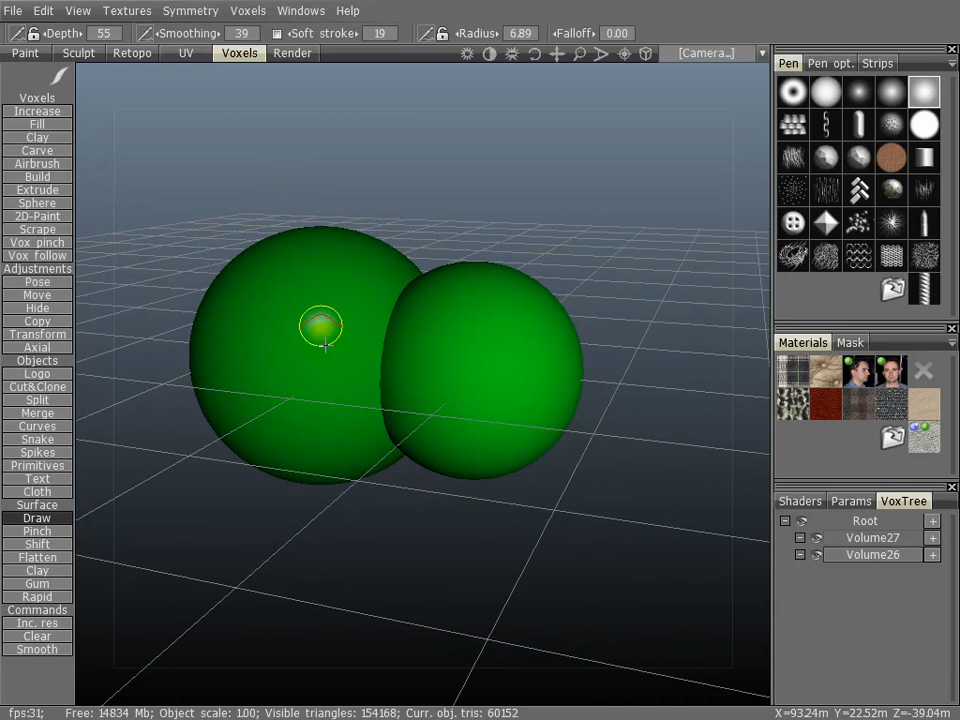 File Edit View Textures Symmetry Voxels Windows Help
Depth: 55 Smoothing: 39 Soft stroke: 19 Radius: 6.89 Falloff: 0.00
Paint Sculpt Retopo UV Voxels Render [Camera..]
Voxels
Increase
Fill
Clay
Carve
Airbrush
Build
Extrude
Sphere
2D-Paint
Scrape
Vox pinch
Vox follow
Adjustments
Pose
Move
Hide
Copy
Transform
Axial
Objects
Logo
Cut&Clone
Split
Merge
Curves
Snake
Spikes
Primitives
Text
Cloth
Surface
Draw
Pinch
Shift
Flatten
Clay
Gum
Rapid
Commands
Inc. res
Clear
Smooth
Pen Pen opt. Strips
Materials Mask
Shaders Params VoxTree
Root +
Volume27 +
Volume26 +
fps:31; Free: 14834 Mb; Object scale: 1.00; Visible triangles: 154168; Curr. obj. tris: 60152 X=93.24m Y=22.52m Z=-39.04m